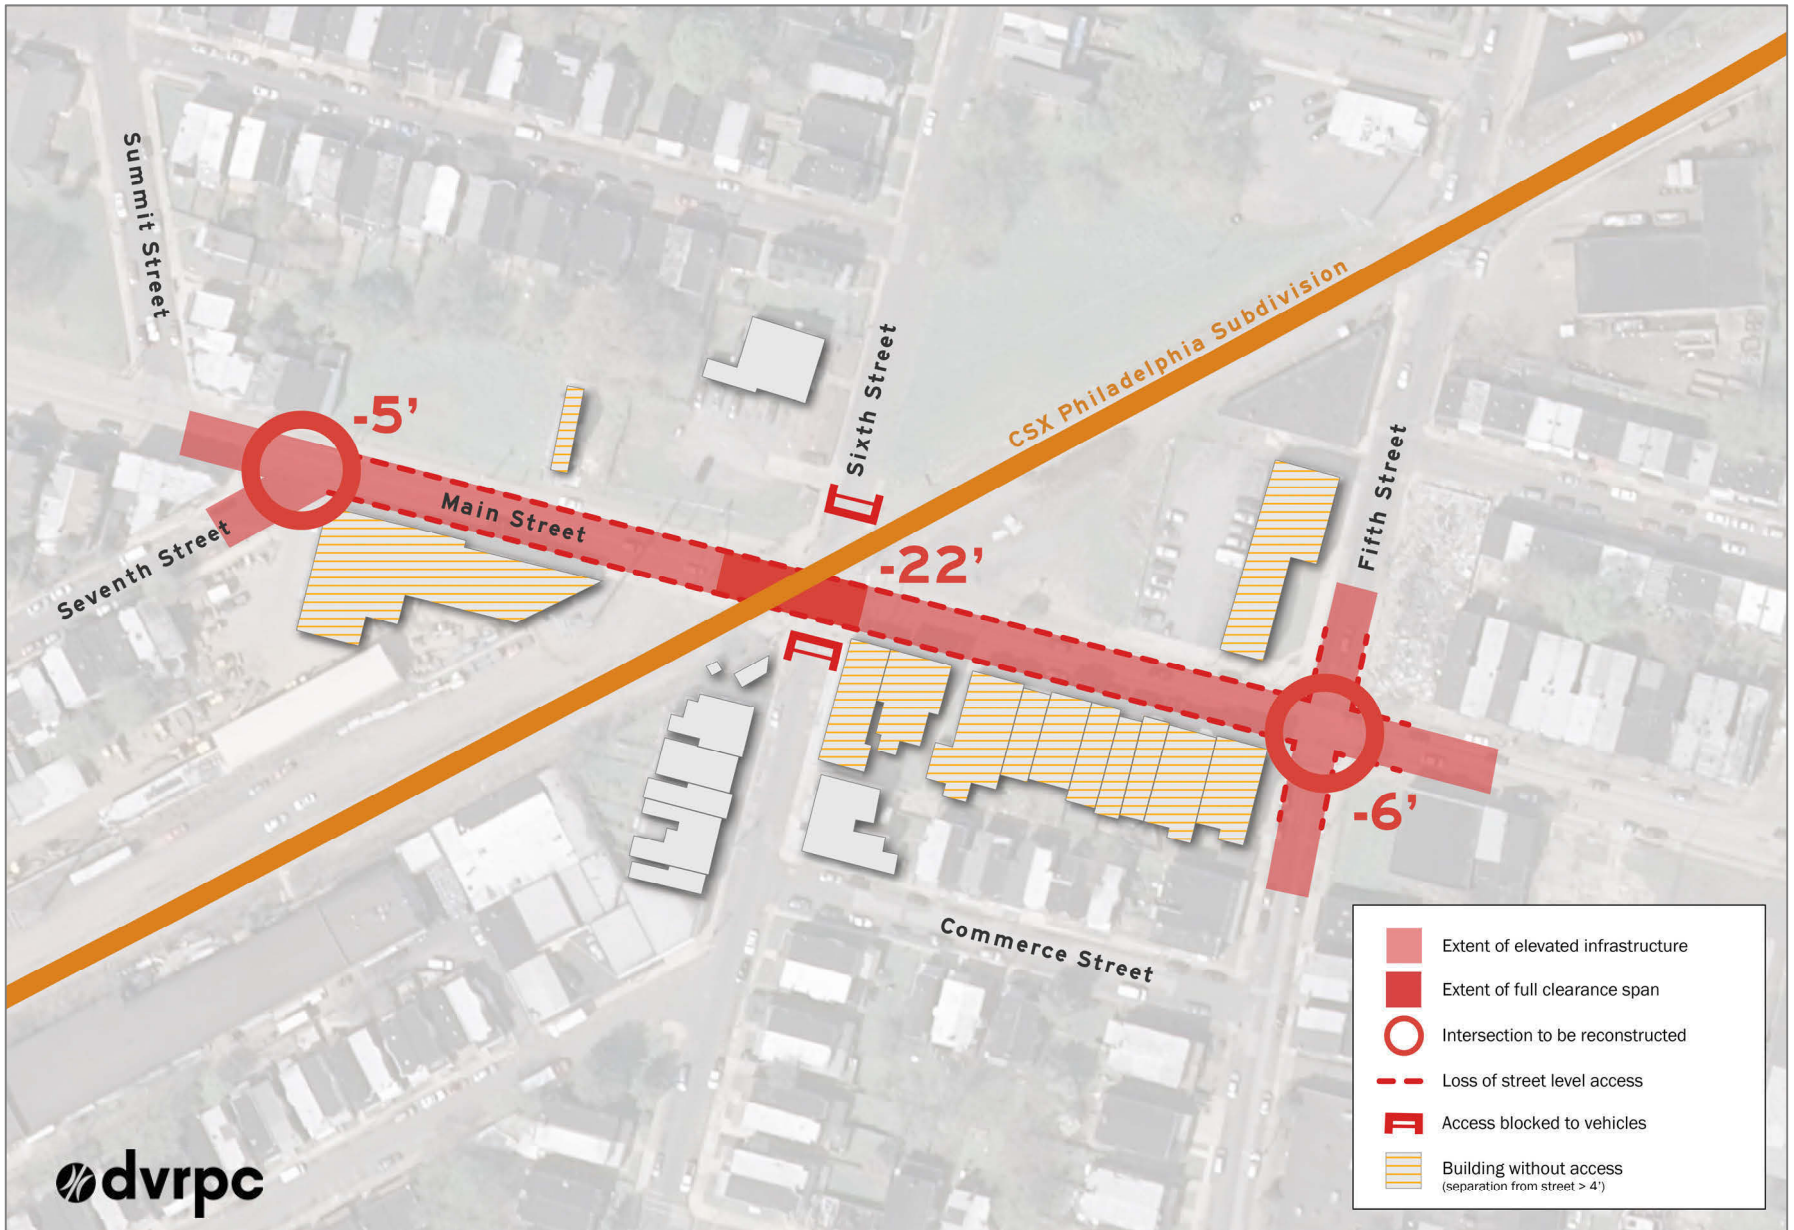 Summit Street
-5’
Sixth Street
CSX Philadelphia Subdivision
Main Street
Seventh Street
-22’
Fifth Street
-6’
Commerce Street
Extent of elevated infrastructure
Extent of full clearance span
Intersection to be reconstructed
Loss of street level access
Access blocked to vehicles
Building without access
(separation from street > 4’)
dvrpc